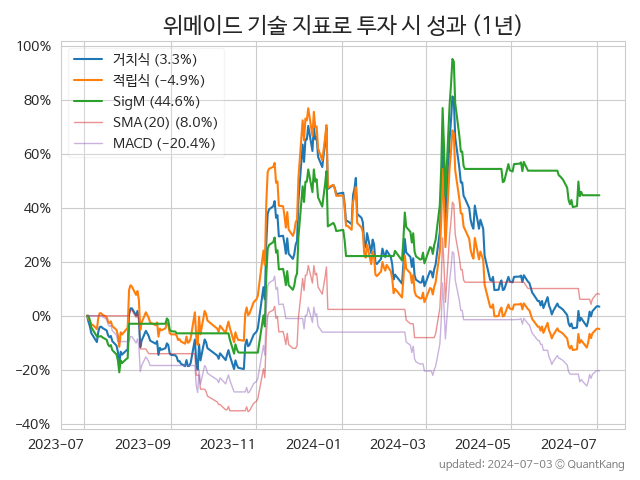 위메이드 기술 지표로 투자 시 성과 (1년)
거치식 (3.3%)
적립식 (−4.9%)
SigM (44.6%)
SMA(20) (8.0%)
MACD (−20.4%)
100%
80%
60%
40%
20%
0%
−20%
−40%
2023-07 2023-09 2023-11 2024-01 2024-03 2024-05 2024-07
updated: 2024-07-03 © QuantKang